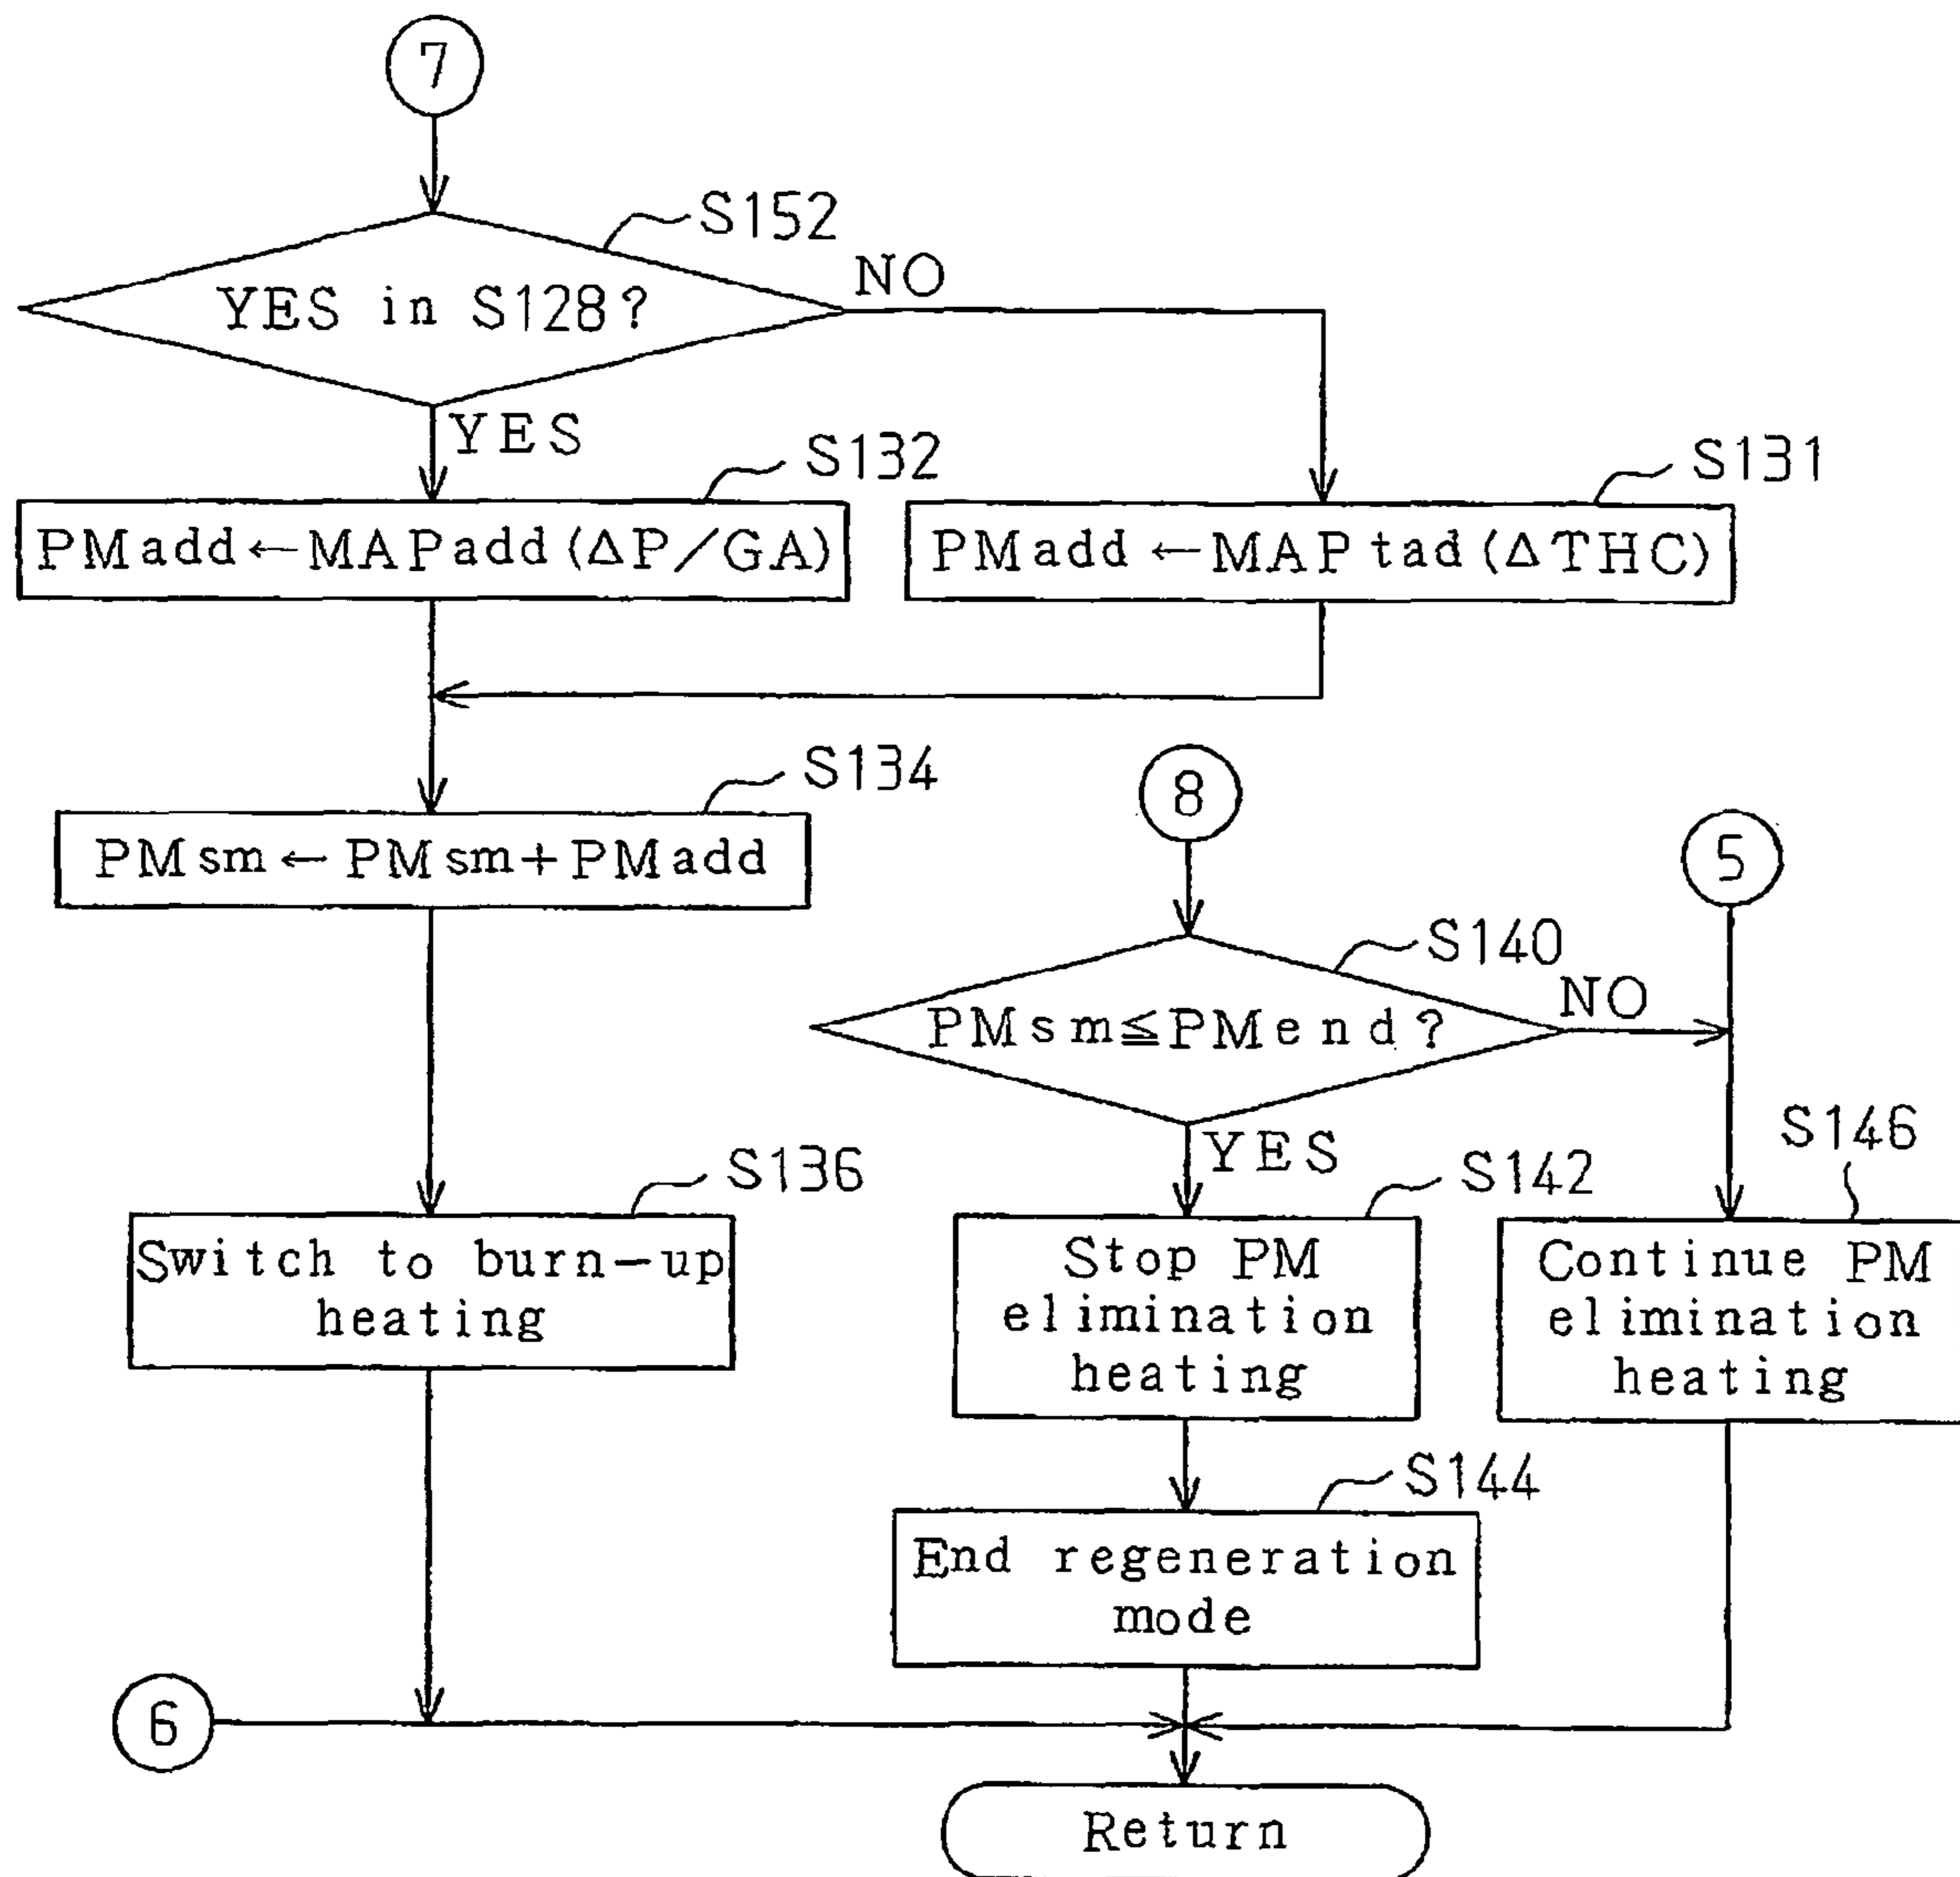 7
S152
YES in S128?
NO
YES
S132
S131
PMadd←MAPadd(ΔP/GA)
PMadd←MAPtad(ΔTHC)
S134
8
PMsm←PMsm+PMadd
5
S140
NO
PMsm≦PMend?
S146
YES
S136
S142
Switch to burn-up
heating
Stop PM
elimination
heating
Continue PM
elimination
heating
S144
End regeneration
mode
6
Return